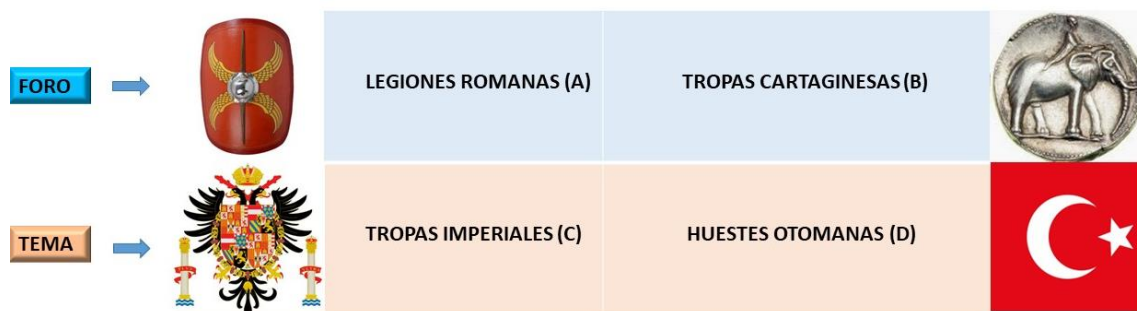 FORO
LEGIONES ROMANAS (A)
TROPAS CARTAGINESAS (B)
TEMA
TROPAS IMPERIALES (C)
HUESTES OTOMANAS (D)